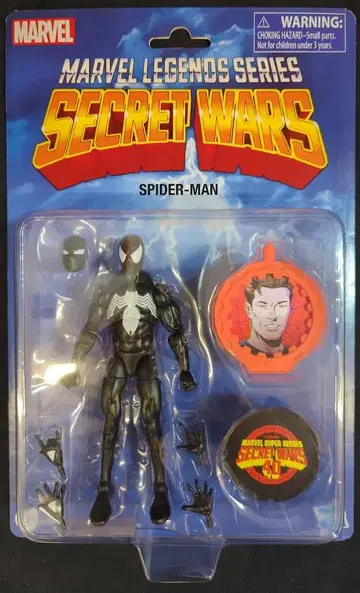 MARVEL
WARNING:
CHOKING HAZARD–Small parts.
Not for children under 3 years.
MARVEL LEGENDS SERIES
SECRET WARS
SPIDER-MAN
MARVEL SUPER HEROES
SECRET WARS
40